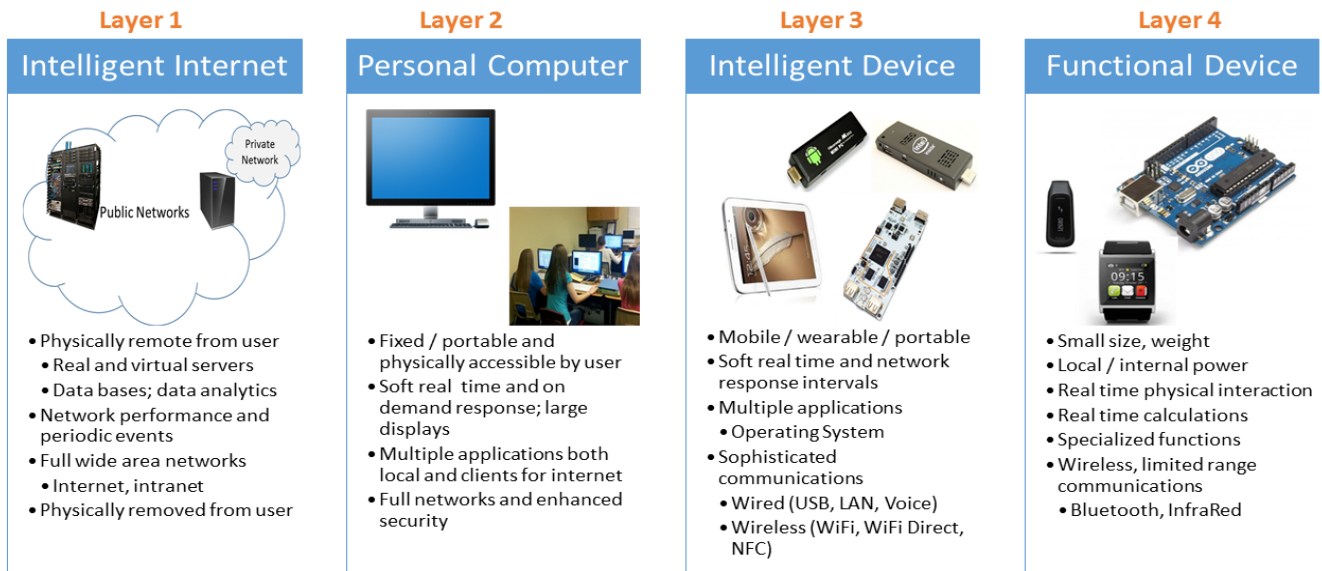 Layer 1
Intelligent Internet
Private
Network
Public Networks
• Physically remote from user
• Real and virtual servers
• Data bases; data analytics
• Network performance and
periodic events
• Full wide area networks
• Internet, intranet
• Physically removed from user
Layer 2
Personal Computer
• Fixed / portable and
physically accessible by user
• Soft real time and on
demand response; large
displays
• Multiple applications both
local and clients for internet
• Full networks and enhanced
security
Layer 3
Intelligent Device
MINI PC
intel
12:45
• Mobile / wearable / portable
• Soft real time and network
response intervals
• Multiple applications
• Operating System
• Sophisticated
communications
• Wired (USB, LAN, Voice)
• Wireless (WiFi, WiFi Direct,
NFC)
Layer 4
Functional Device
ARDUINO
09:15
• Small size, weight
• Local / internal power
• Real time physical interaction
• Real time calculations
• Specialized functions
• Wireless, limited range
communications
• Bluetooth, InfraRed